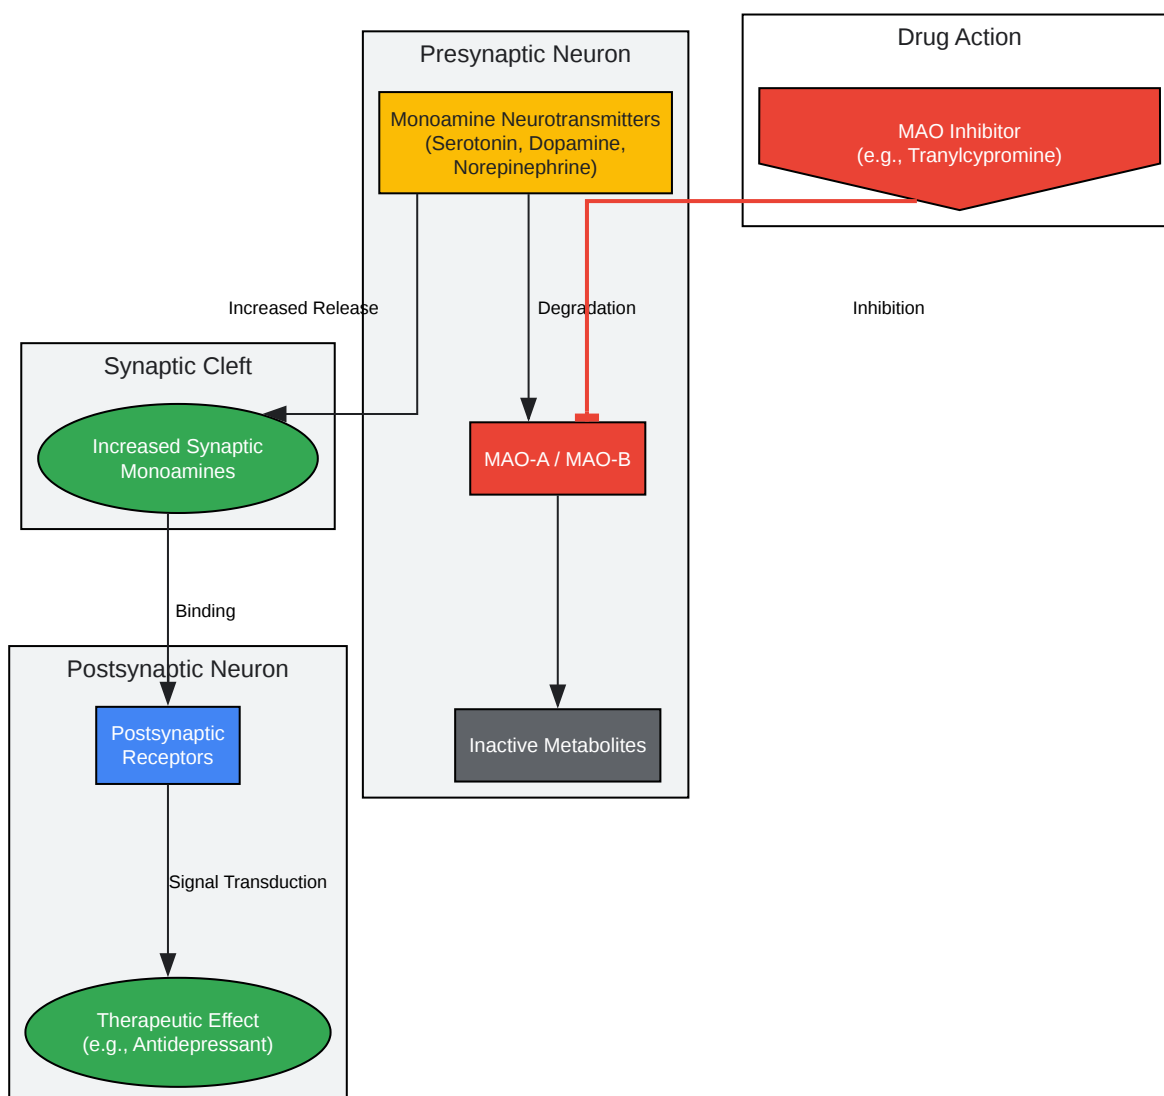 Presynaptic Neuron
Drug Action
Monoamine Neurotransmitters
(Serotonin, Dopamine,
Norepinephrine)
MAO Inhibitor
(e.g., Tranylcypromine)
Increased Release
Degradation
Inhibition
Synaptic Cleft
Increased Synaptic
Monoamines
MAO-A / MAO-B
Binding
Postsynaptic Neuron
Postsynaptic
Receptors
Inactive Metabolites
Signal Transduction
Therapeutic Effect
(e.g., Antidepressant)